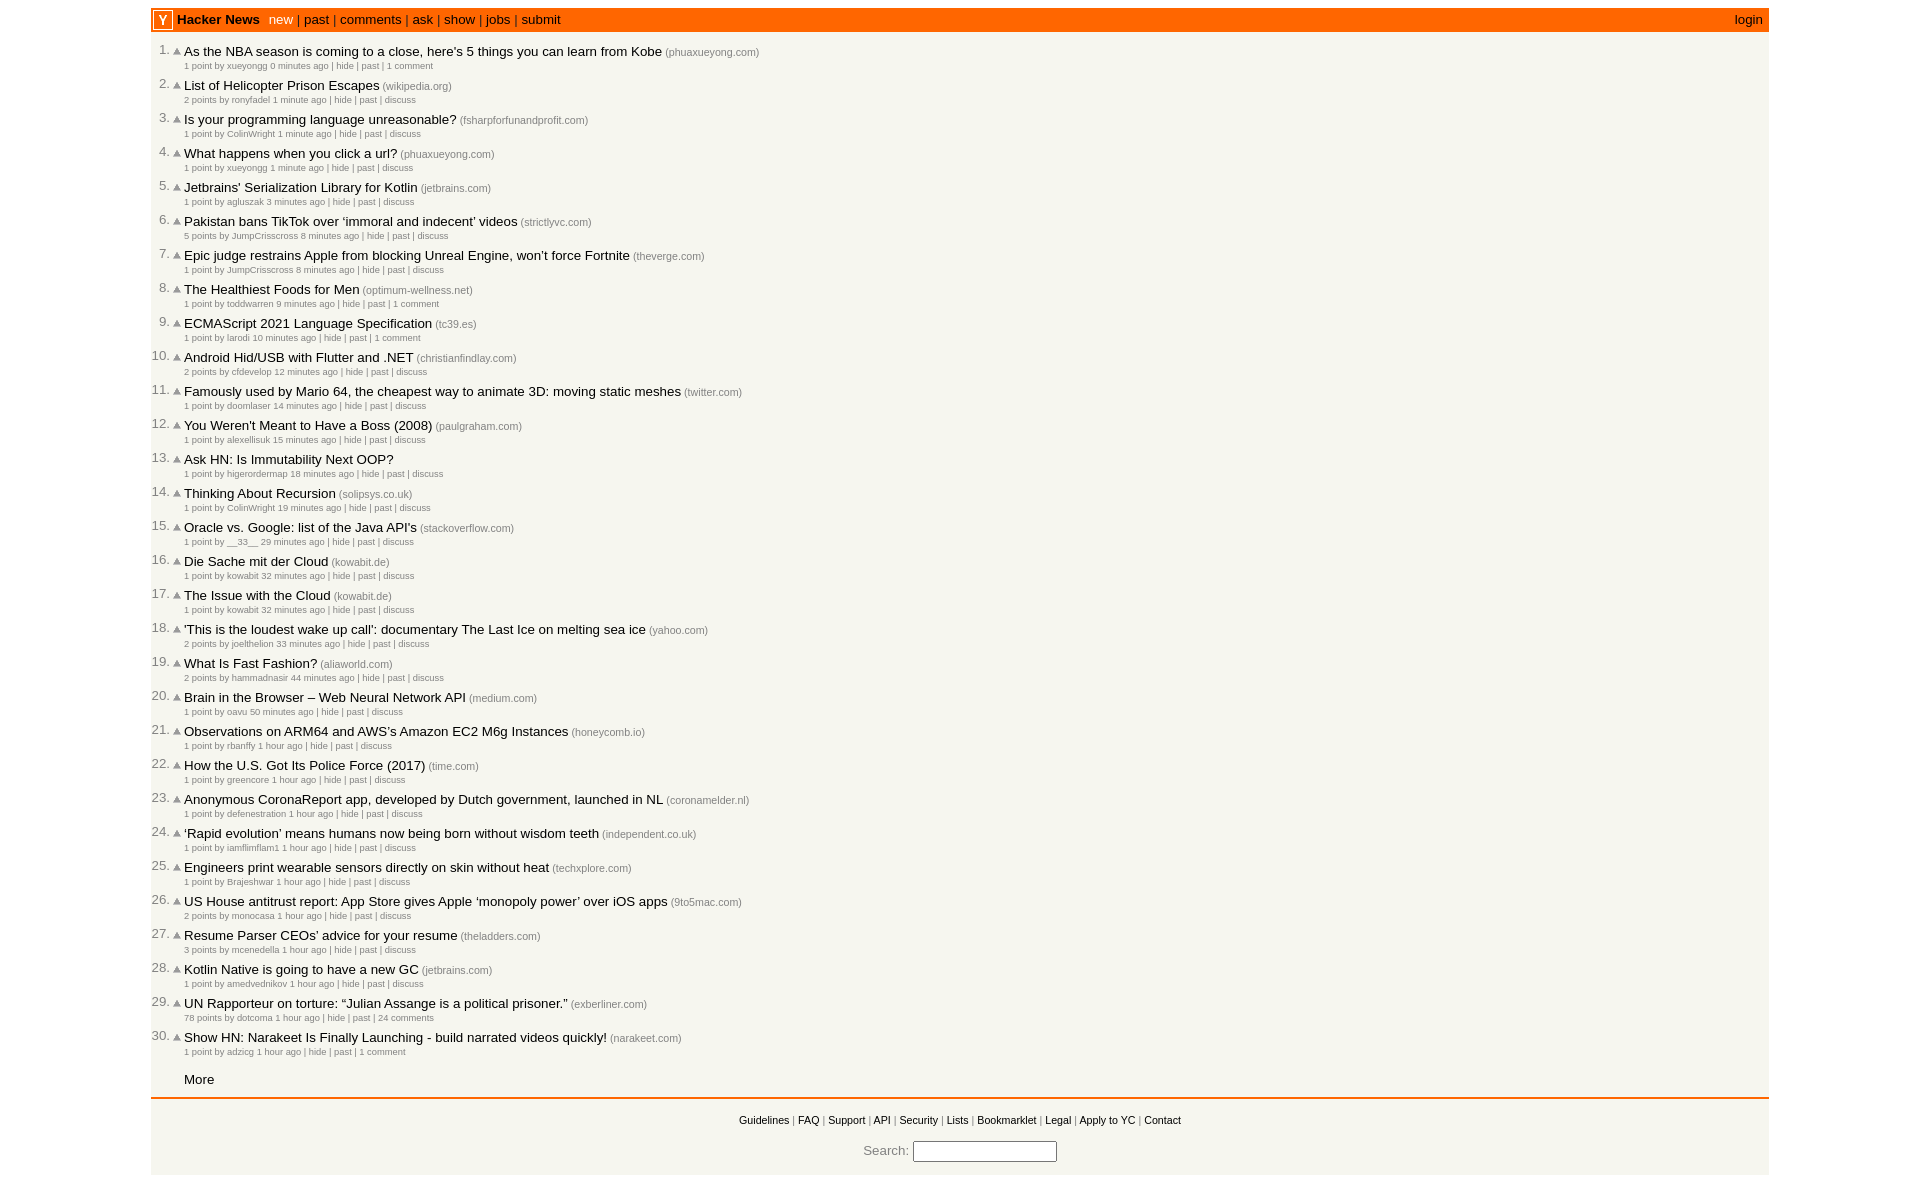 Y Hacker News new | past | comments | ask | show | jobs | submit login
1. As the NBA season is coming to a close, here's 5 things you can learn from Kobe (phuaxueyong.com)
1 point by xueyongg 0 minutes ago | hide | past | 1 comment
2. List of Helicopter Prison Escapes (wikipedia.org)
2 points by ronyfadel 1 minute ago | hide | past | discuss
3. Is your programming language unreasonable? (fsharpforfunandprofit.com)
1 point by ColinWright 1 minute ago | hide | past | discuss
4. What happens when you click a url? (phuaxueyong.com)
1 point by xueyongg 1 minute ago | hide | past | discuss
5. Jetbrains' Serialization Library for Kotlin (jetbrains.com)
1 point by agluszak 3 minutes ago | hide | past | discuss
6. Pakistan bans TikTok over ‘immoral and indecent’ videos (strictlyvc.com)
5 points by JumpCrisscross 8 minutes ago | hide | past | discuss
7. Epic judge restrains Apple from blocking Unreal Engine, won’t force Fortnite (theverge.com)
1 point by JumpCrisscross 8 minutes ago | hide | past | discuss
8. The Healthiest Foods for Men (optimum-wellness.net)
1 point by toddwarren 9 minutes ago | hide | past | 1 comment
9. ECMAScript 2021 Language Specification (tc39.es)
1 point by larodi 10 minutes ago | hide | past | 1 comment
10. Android Hid/USB with Flutter and .NET (christianfindlay.com)
2 points by cfdevelop 12 minutes ago | hide | past | discuss
11. Famously used by Mario 64, the cheapest way to animate 3D: moving static meshes (twitter.com)
1 point by doomlaser 14 minutes ago | hide | past | discuss
12. You Weren't Meant to Have a Boss (2008) (paulgraham.com)
1 point by alexellisuk 15 minutes ago | hide | past | discuss
13. Ask HN: Is Immutability Next OOP?
1 point by higerordermap 18 minutes ago | hide | past | discuss
14. Thinking About Recursion (solipsys.co.uk)
1 point by ColinWright 19 minutes ago | hide | past | discuss
15. Oracle vs. Google: list of the Java API's (stackoverflow.com)
1 point by __33__ 29 minutes ago | hide | past | discuss
16. Die Sache mit der Cloud (kowabit.de)
1 point by kowabit 32 minutes ago | hide | past | discuss
17. The Issue with the Cloud (kowabit.de)
1 point by kowabit 32 minutes ago | hide | past | discuss
18. 'This is the loudest wake up call': documentary The Last Ice on melting sea ice (yahoo.com)
2 points by joelthelion 33 minutes ago | hide | past | discuss
19. What Is Fast Fashion? (aliaworld.com)
2 points by hammadnasir 44 minutes ago | hide | past | discuss
20. Brain in the Browser – Web Neural Network API (medium.com)
1 point by oavu 50 minutes ago | hide | past | discuss
21. Observations on ARM64 and AWS’s Amazon EC2 M6g Instances (honeycomb.io)
1 point by rbanffy 1 hour ago | hide | past | discuss
22. How the U.S. Got Its Police Force (2017) (time.com)
1 point by greencore 1 hour ago | hide | past | discuss
23. Anonymous CoronaReport app, developed by Dutch government, launched in NL (coronamelder.nl)
1 point by defenestration 1 hour ago | hide | past | discuss
24. ‘Rapid evolution’ means humans now being born without wisdom teeth (independent.co.uk)
1 point by iamflimflam1 1 hour ago | hide | past | discuss
25. Engineers print wearable sensors directly on skin without heat (techxplore.com)
1 point by Brajeshwar 1 hour ago | hide | past | discuss
26. US House antitrust report: App Store gives Apple ‘monopoly power’ over iOS apps (9to5mac.com)
2 points by monocasa 1 hour ago | hide | past | discuss
27. Resume Parser CEOs’ advice for your resume (theladders.com)
3 points by mcenedella 1 hour ago | hide | past | discuss
28. Kotlin Native is going to have a new GC (jetbrains.com)
1 point by amedvednikov 1 hour ago | hide | past | discuss
29. UN Rapporteur on torture: “Julian Assange is a political prisoner.” (exberliner.com)
78 points by dotcoma 1 hour ago | hide | past | 24 comments
30. Show HN: Narakeet Is Finally Launching - build narrated videos quickly! (narakeet.com)
1 point by adzicg 1 hour ago | hide | past | 1 comment
More
Guidelines | FAQ | Support | API | Security | Lists | Bookmarklet | Legal | Apply to YC | Contact
Search: